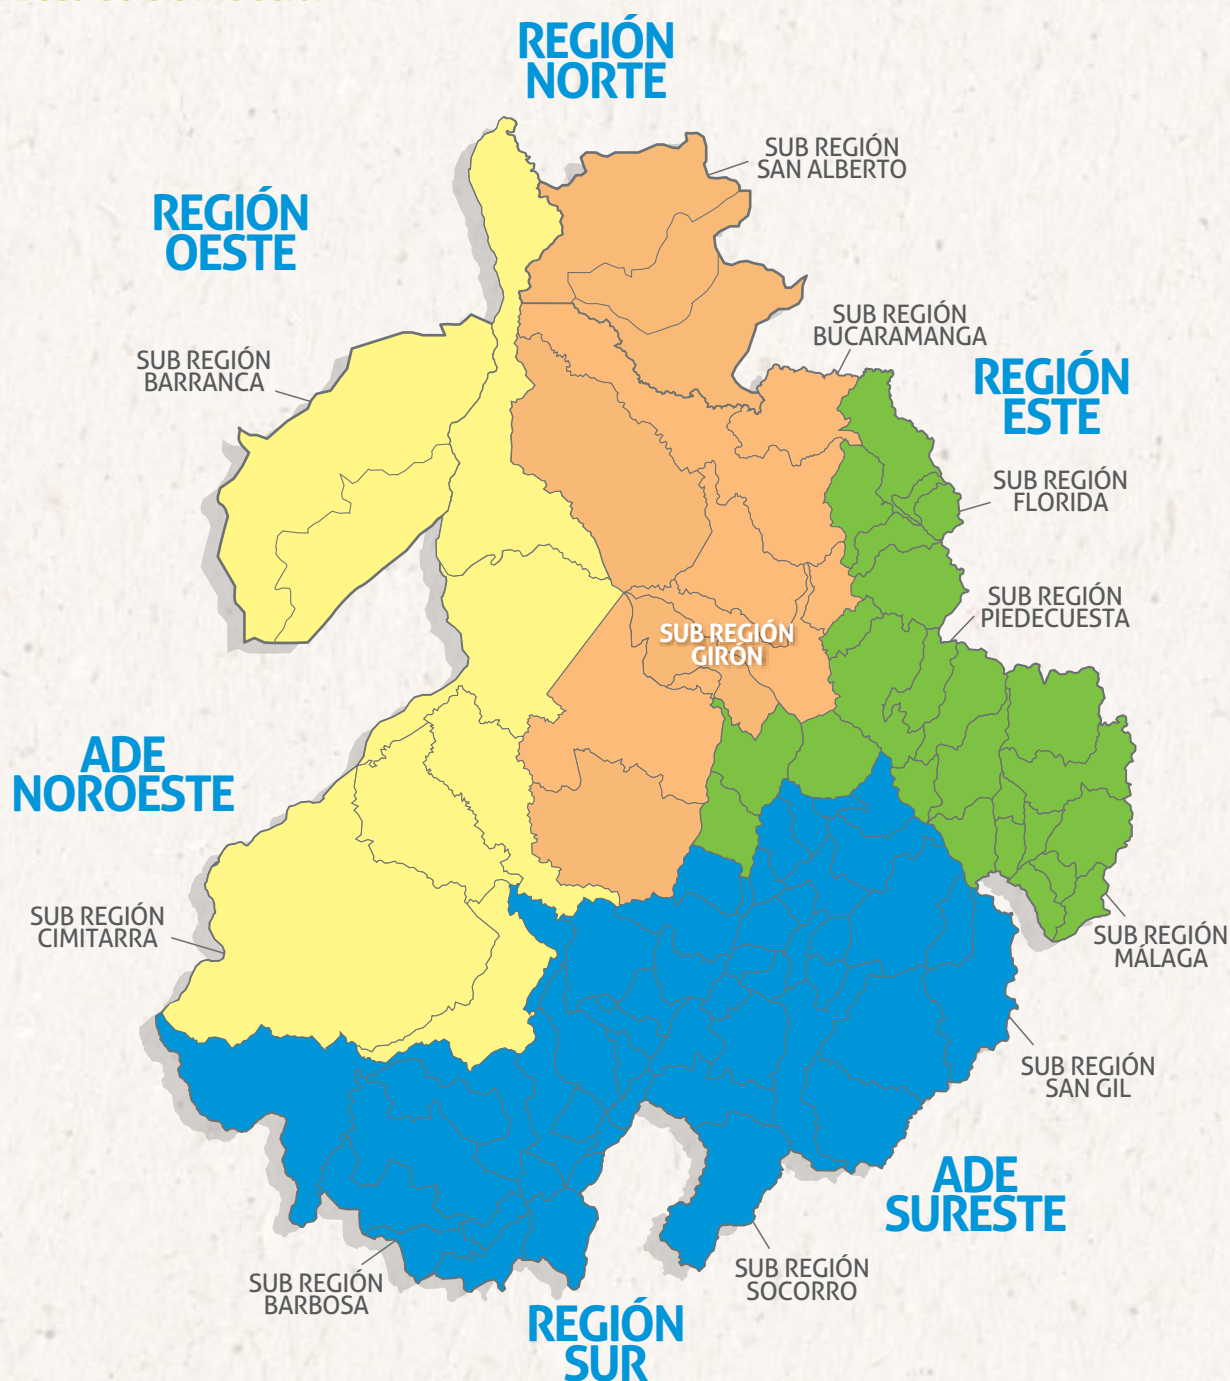 REGIÓN
NORTE
SUB REGIÓN
SAN ALBERTO
REGIÓN
OESTE
SUB REGIÓN
BUCARAMANGA
SUB REGIÓN
BARRANCA
REGIÓN
ESTE
SUB REGIÓN
FLORIDA
SUB REGIÓN
PIEDECUESTA
SUB REGIÓN
GIRÓN
ADE
NOROESTE
SUB REGIÓN
CIMITARRA
SUB REGIÓN
MÁLAGA
SUB REGIÓN
SAN GIL
ADE
SURESTE
SUB REGIÓN
SOCORRO
SUB REGIÓN
BARBOSA
REGIÓN
SUR